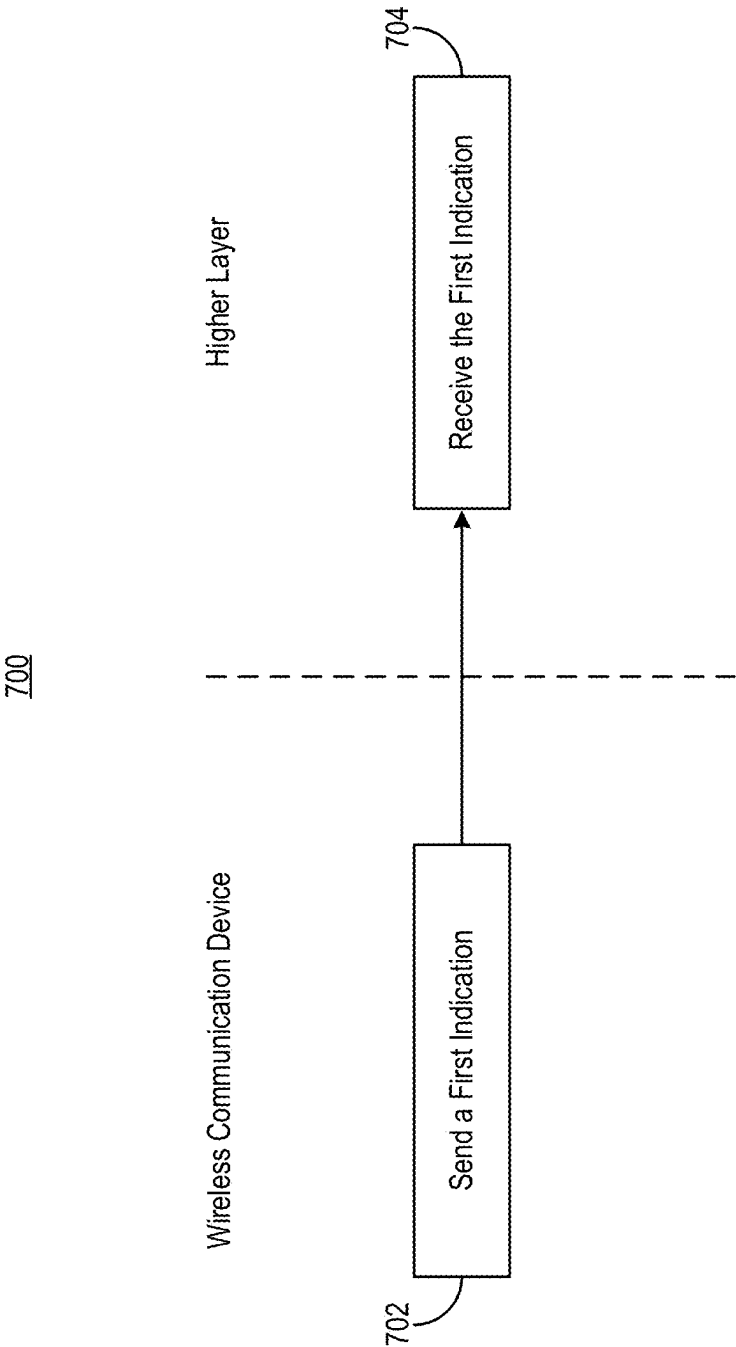 700
Wireless Communication Device
Higher Layer
702
Send a First Indication
Receive the First Indication
704